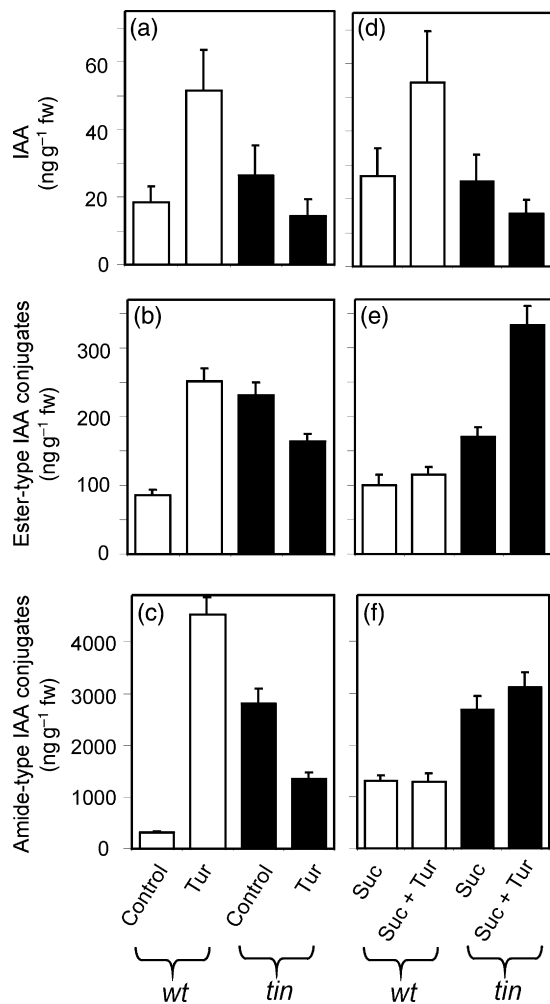 (a)
(d)
IAA
(ng g⁻¹ fw)
60
40
20
0
(b)
(e)
Ester-type IAA conjugates
(ng g⁻¹ fw)
300
200
100
0
(c)
(f)
Amide-type IAA conjugates
(ng g⁻¹ fw)
4000
3000
2000
1000
0
Control
Tur
Control
Tur
Suc
Suc + Tur
Suc
Suc + Tur
wt
tin
wt
tin